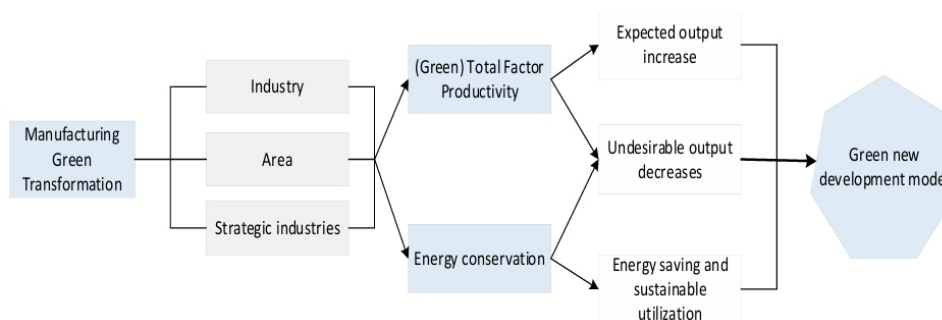 Manufacturing
Green
Transformation
Industry
Area
Strategic industries
(Green) Total Factor
Productivity
Energy conservation
Expected output
increase
Undesirable output
decreases
Energy saving and
sustainable
utilization
Green new
development mode